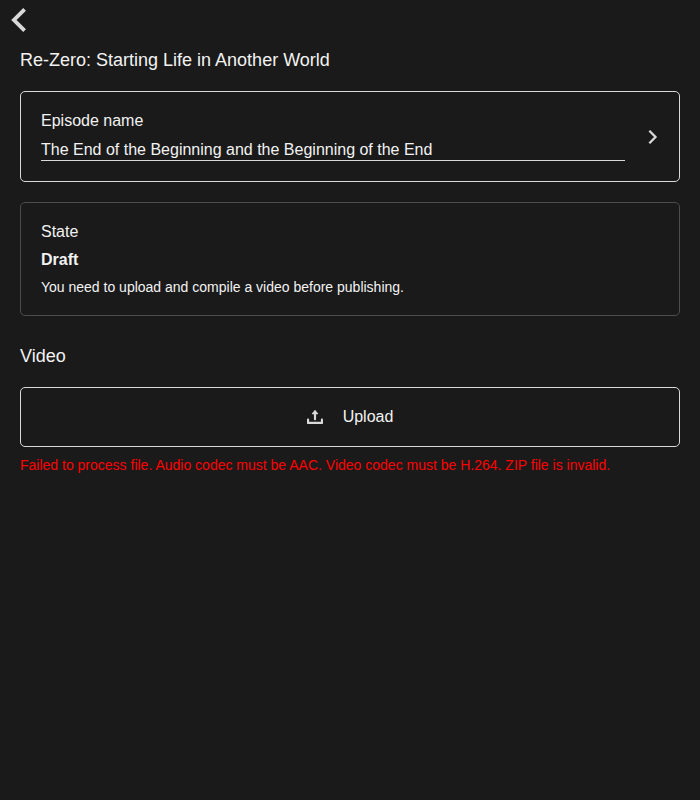 Re-Zero: Starting Life in Another World
Episode name
The End of the Beginning and the Beginning of the End
State
Draft
You need to upload and compile a video before publishing.
Video
Upload
Failed to process file. Audio codec must be AAC. Video codec must be H.264. ZIP file is invalid.